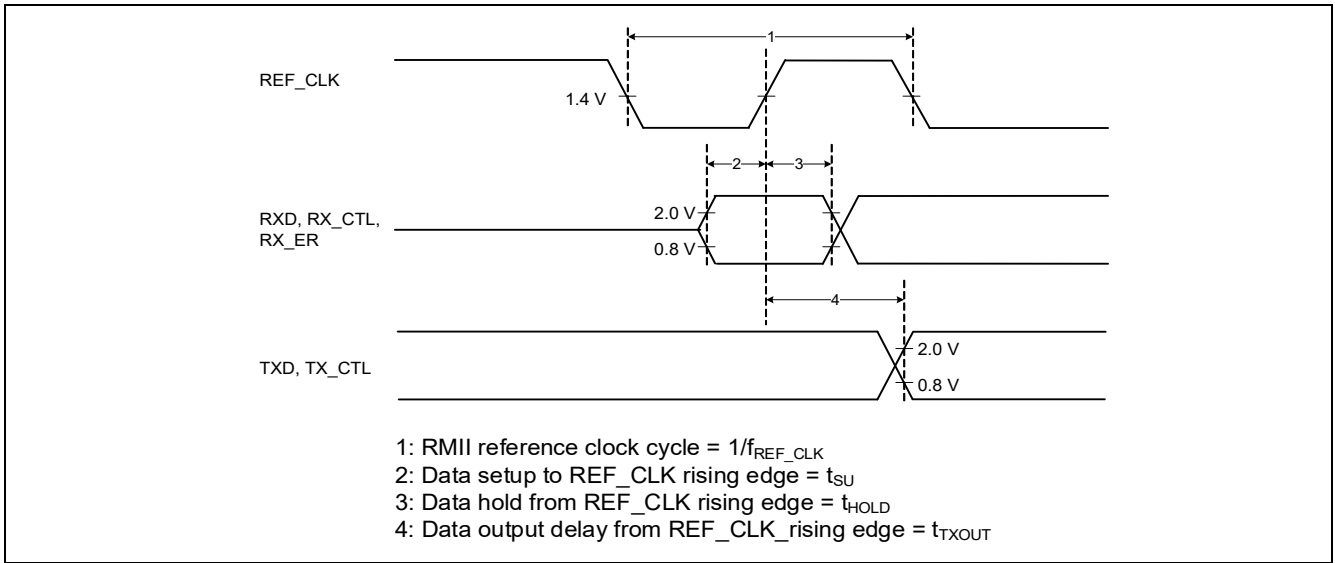 1
REF_CLK
1.4 V
2
3
RXD, RX_CTL,
RX_ER
2.0 V
0.8 V
4
TXD, TX_CTL
2.0 V
0.8 V
1: RMII reference clock cycle = 1/fREF_CLK
2: Data setup to REF_CLK rising edge = tSU
3: Data hold from REF_CLK rising edge = tHOLD
4: Data output delay from REF_CLK_rising edge = tTXOUT